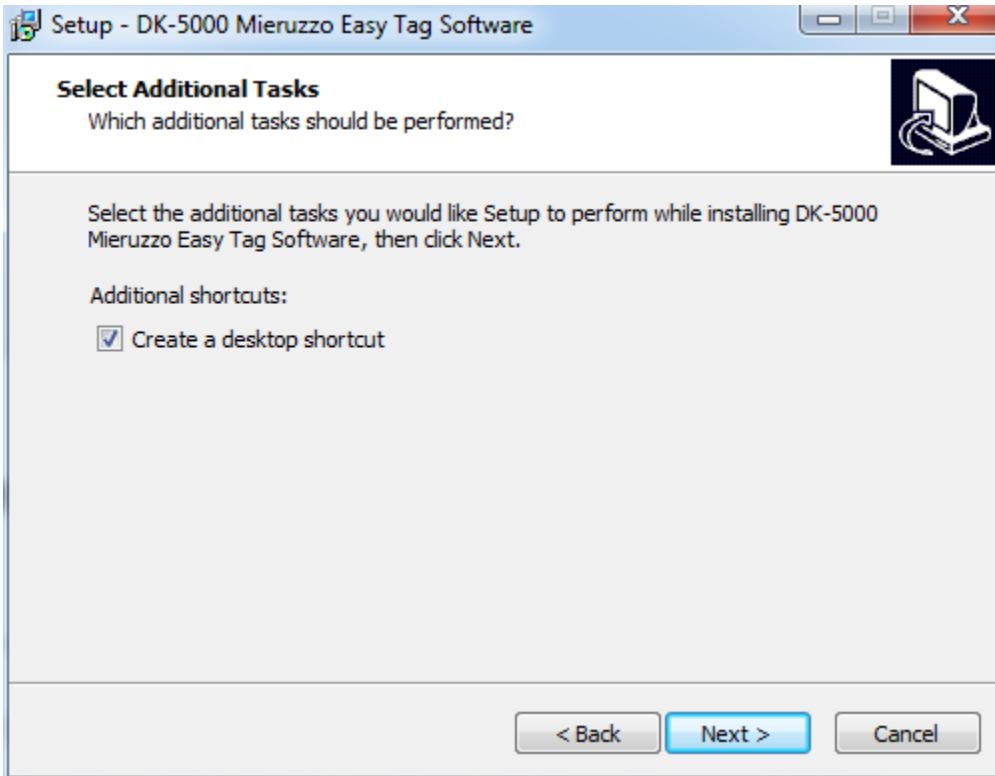 Setup - DK-5000 Mieruzzo Easy Tag Software
Select Additional Tasks
Which additional tasks should be performed?
Select the additional tasks you would like Setup to perform while installing DK-5000
Mieruzzo Easy Tag Software, then click Next.
Additional shortcuts:
Create a desktop shortcut
< Back
Next >
Cancel